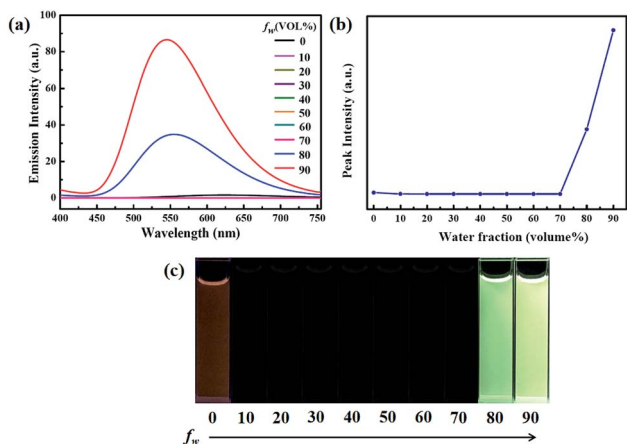 (a)
100
80
60
40
20
0
Emission Intensity (a.u.)
400 450 500 550 600 650 700 750
Wavelength (nm)
fw(VOL%)
0
10
20
30
40
50
60
70
80
90
(b)
Peak Intensity (a.u.)
0 10 20 30 40 50 60 70 80 90
Water fraction (volume%)
(c)
0 10 20 30 40 50 60 70 80 90
fw